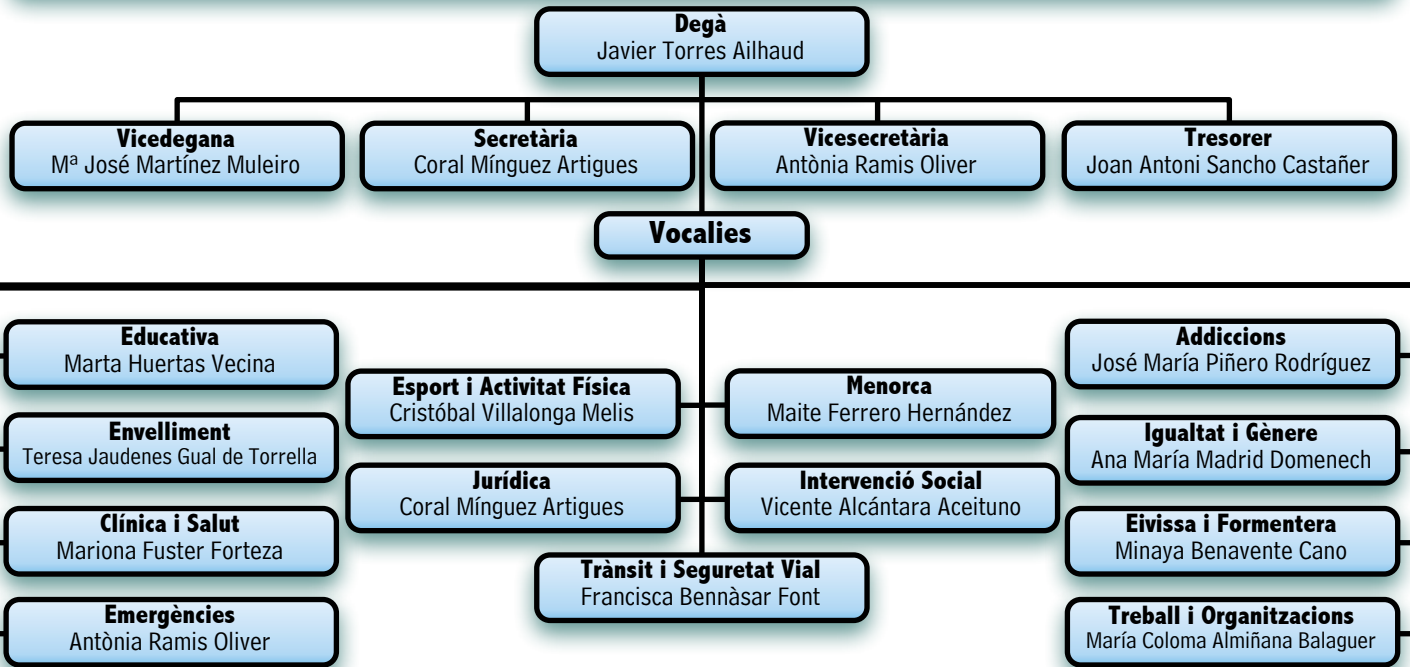 Degà
Javier Torres Ailhaud
Vicedegana
Mª José Martínez Muleiro
Secretària
Coral Mínguez Artigues
Vicesecretària
Antònia Ramis Oliver
Tresorer
Joan Antoni Sancho Castañer
Vocalies
Educativa
Marta Huertas Vecina
Envelliment
Teresa Jaudenes Gual de Torrella
Clínica i Salut
Mariona Fuster Forteza
Emergències
Antònia Ramis Oliver
Esport i Activitat Física
Cristóbal Villalonga Melis
Jurídica
Coral Mínguez Artigues
Menorca
Maite Ferrero Hernández
Intervenció Social
Vicente Alcántara Aceituno
Trànsit i Seguretat Vial
Francisca Bennàsar Font
Addiccions
José María Piñero Rodríguez
Igualtat i Gènere
Ana María Madrid Domenech
Eivissa i Formentera
Minaya Benavente Cano
Treball i Organitzacions
María Coloma Almiñana Balaguer